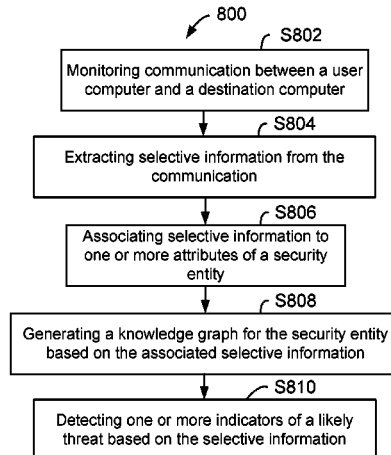 800
S802
Monitoring communication between a user
computer and a destination computer
S804
Extracting selective information from the
communication
S806
Associating selective information to
one or more attributes of a security
entity
S808
Generating a knowledge graph for the security entity
based on the associated selective information
S810
Detecting one or more indicators of a likely
threat based on the selective information